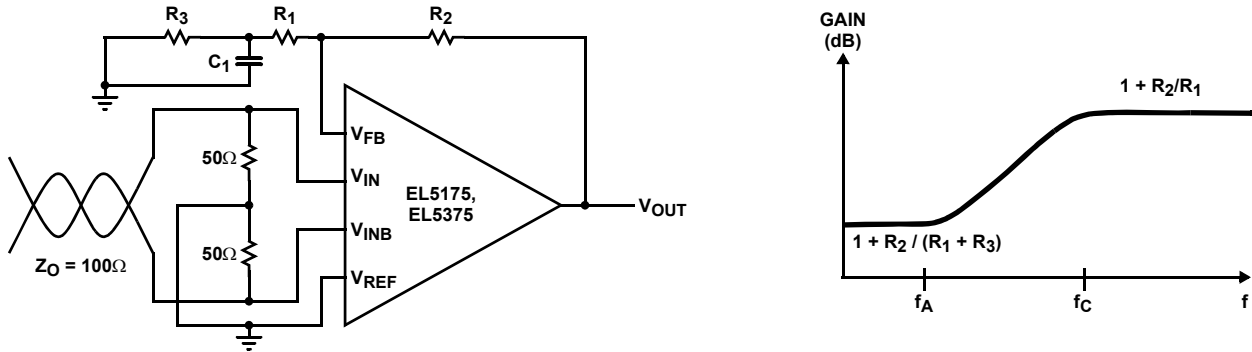 R3
R1
R2
C1
VFB
50Ω
VIN
EL5175,
EL5375
VOUT
VINB
50Ω
ZO = 100Ω
VREF
GAIN
(dB)
1 + R2/R1
1 + R2 / (R1 + R3)
fA
fC
f